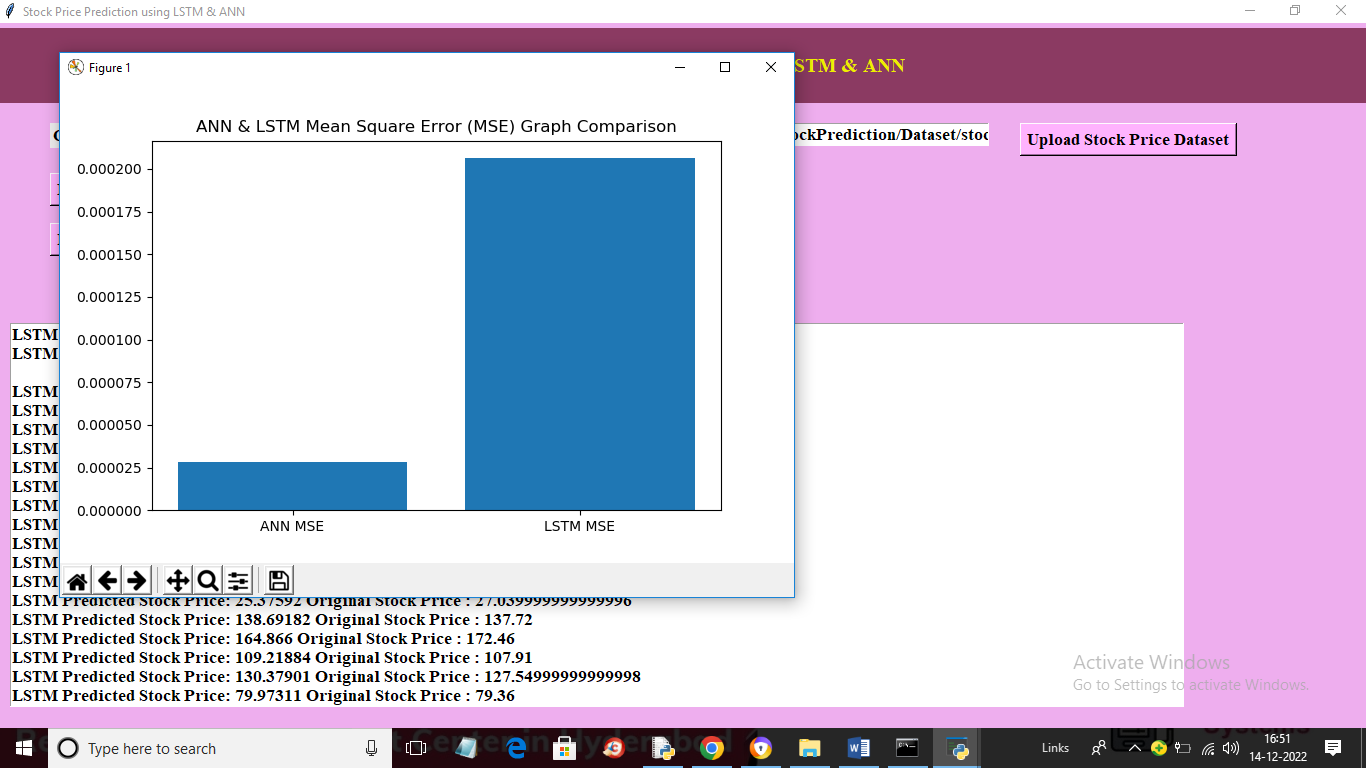 Stock Price Prediction using LSTM & ANN
STM & ANN
Figure 1
ckPrediction/Dataset/stoc
Upload Stock Price Dataset
ANN & LSTM Mean Square Error (MSE) Graph Comparison
0.000200
0.000175
0.000150
0.000125
0.000100
0.000075
0.000050
0.000025
0.000000
ANN MSE LSTM MSE
LSTM
LSTM
LSTM
LSTM
LSTM
LSTM
LSTM
LSTM
LSTM
LSTM
LSTM
LSTM
LSTM
LSTM Predicted Stock Price: 25.37592 Original Stock Price : 27.039999999999996
LSTM Predicted Stock Price: 138.69182 Original Stock Price : 137.72
LSTM Predicted Stock Price: 164.866 Original Stock Price : 172.46
LSTM Predicted Stock Price: 109.21884 Original Stock Price : 107.91
LSTM Predicted Stock Price: 130.37901 Original Stock Price : 127.54999999999998
LSTM Predicted Stock Price: 79.97311 Original Stock Price : 79.36
Activate Windows
Go to Settings to activate Windows.
Type here to search
Links
16:51
14-12-2022